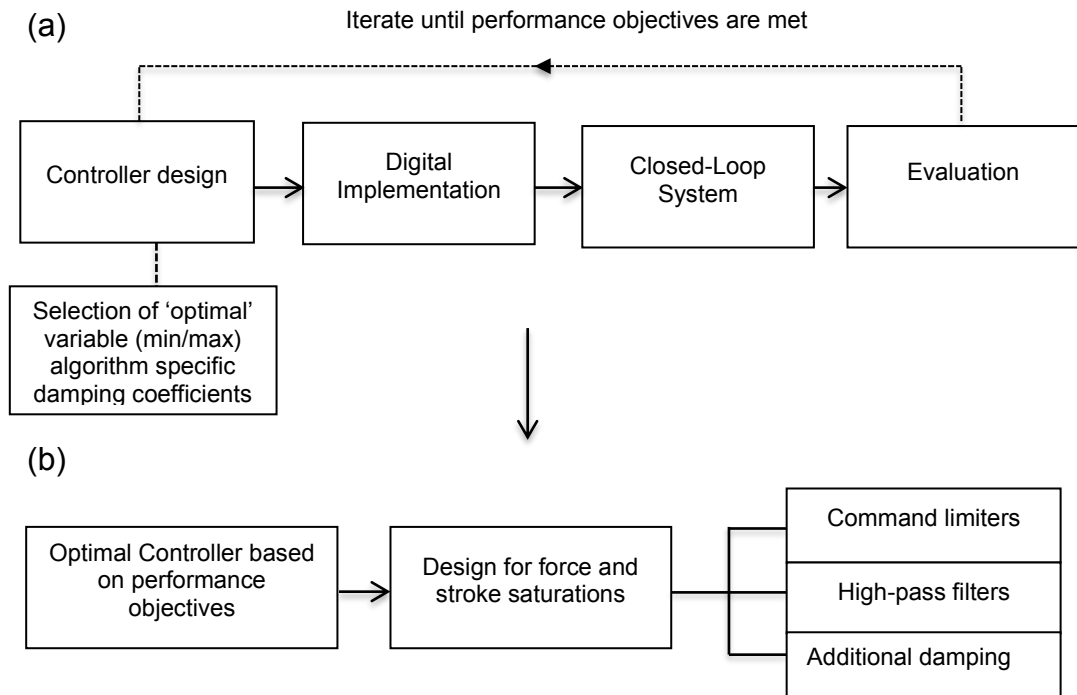 (a)
Iterate until performance objectives are met
Controller design
Digital
Implementation
Closed-Loop
System
Evaluation
Selection of ‘optimal’
variable (min/max)
algorithm specific
damping coefficients
(b)
Optimal Controller based
on performance
objectives
Design for force and
stroke saturations
Command limiters
High-pass filters
Additional damping